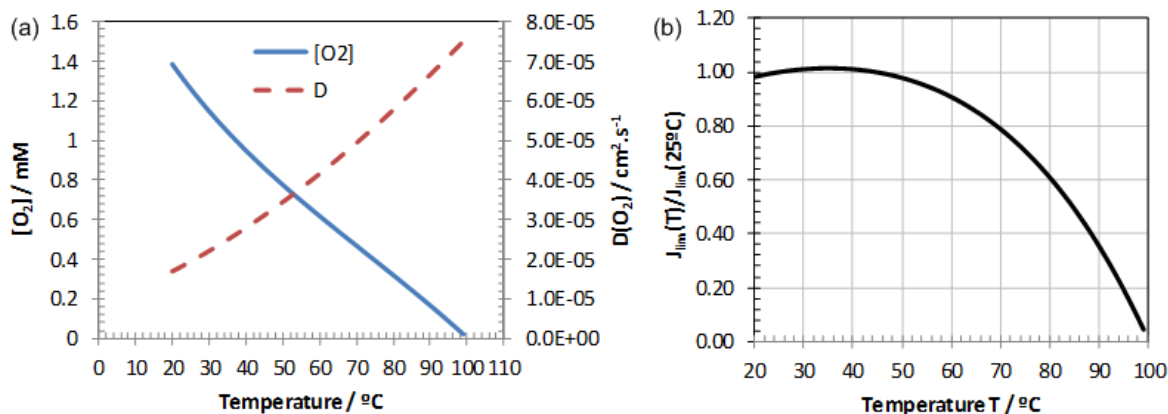 (a)
[O2]
D
1.6
1.4
1.2
1
0.8
0.6
0.4
0.2
0
[O₂] / mM
8.0E-05
7.0E-05
6.0E-05
5.0E-05
4.0E-05
3.0E-05
2.0E-05
1.0E-05
0.0E+00
D(O₂) / cm².s⁻¹
0 10 20 30 40 50 60 70 80 90 100 110
Temperature / ºC
(b)
1.20
1.00
0.80
0.60
0.40
0.20
0.00
Jlim(T)/Jlim(25ºC)
20 30 40 50 60 70 80 90 100
Temperature T / ºC